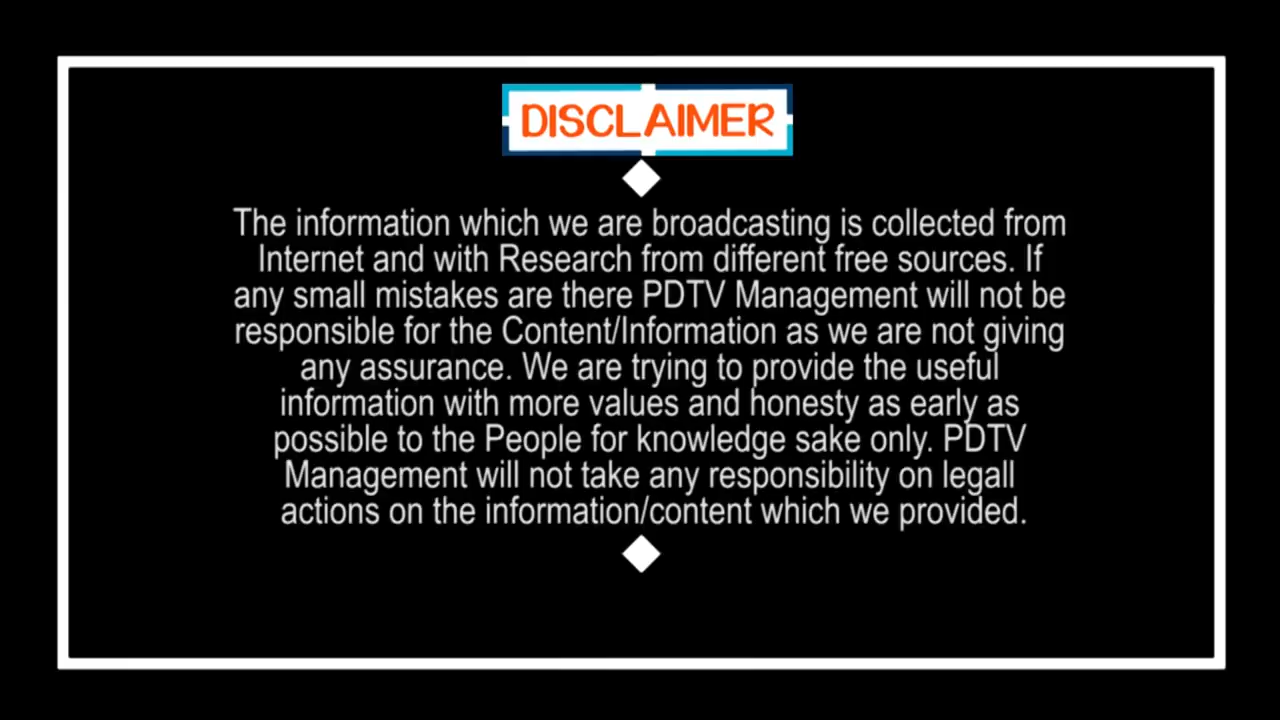 DISCLAIMER
The information which we are broadcasting is collected from
Internet and with Research from different free sources. If
any small mistakes are there PDTV Management will not be
responsible for the Content/Information as we are not giving
any assurance. We are trying to provide the useful
information with more values and honesty as early as
possible to the People for knowledge sake only. PDTV
Management will not take any responsibility on legall
actions on the information/content which we provided.